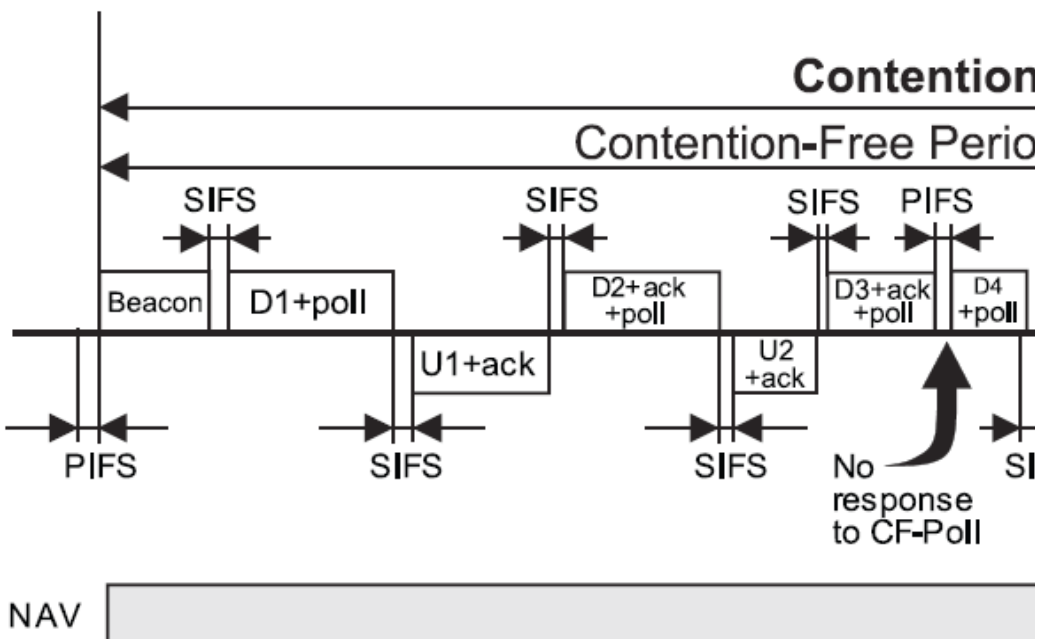 Contention
Contention-Free Perio
SIFS
SIFS
SIFS
PIFS
Beacon
D1+poll
D2+ack
+poll
D3+ack
+poll
D4
+poll
U1+ack
U2
+ack
PIFS
SIFS
SIFS
No
response
to CF-Poll
SI
NAV